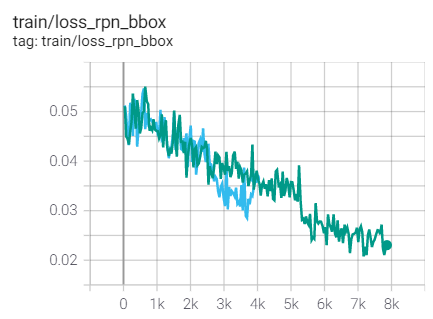 train/loss_rpn_bbox
tag: train/loss_rpn_bbox
0.05
0.04
0.03
0.02
0 1k 2k 3k 4k 5k 6k 7k 8k